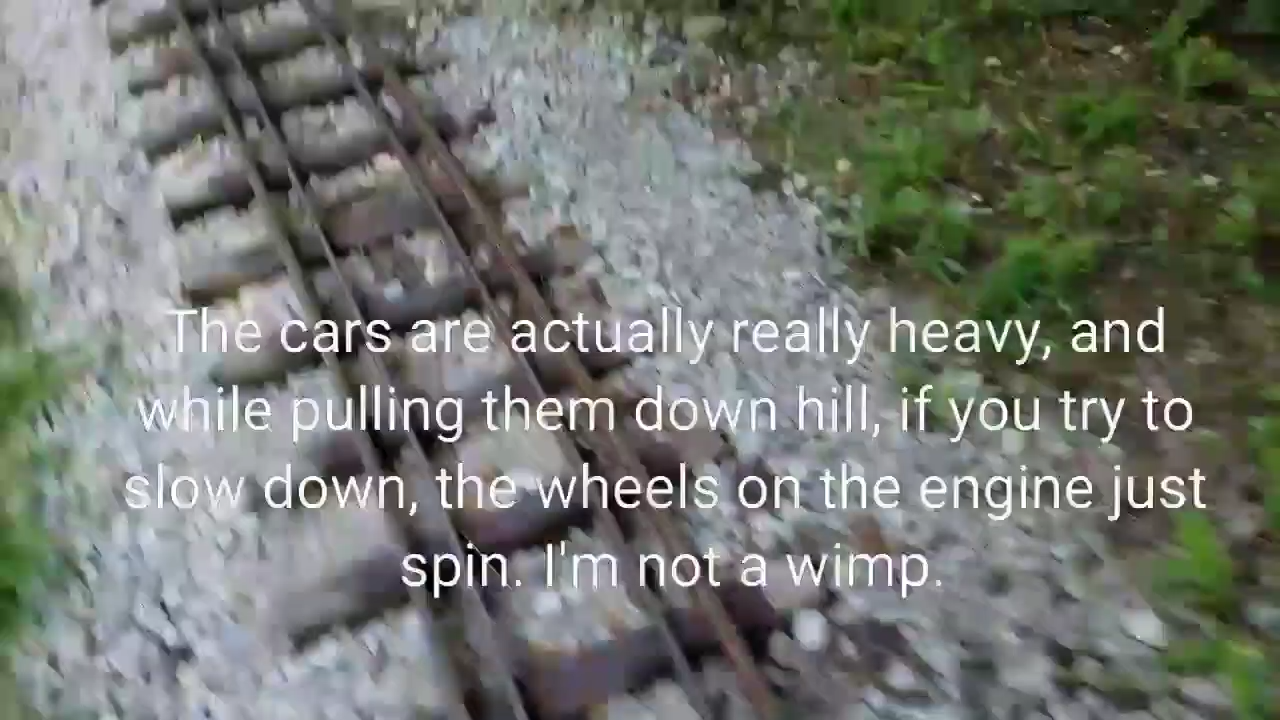 The cars are actually really heavy, and
while pulling them down hill, if you try to
slow down, the wheels on the engine just
spin. I'm not a wimp.